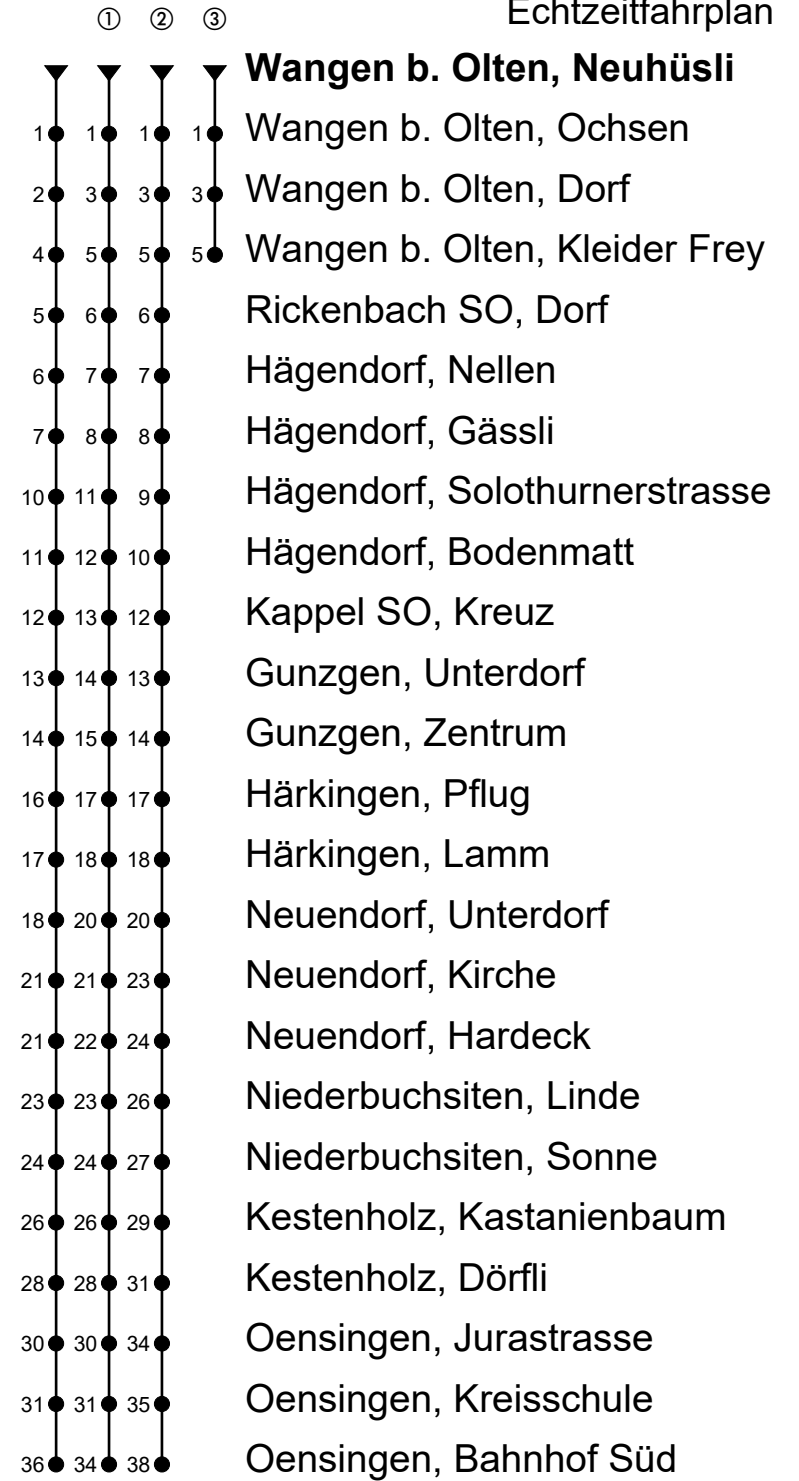 ① ② ③ Echtzeitfahrplan
Wangen b. Olten, Neuhüsli
1 1 1 1 Wangen b. Olten, Ochsen
2 3 3 3 Wangen b. Olten, Dorf
4 5 5 5 Wangen b. Olten, Kleider Frey
5 6 6 Rickenbach SO, Dorf
6 7 7 Hägendorf, Nellen
7 8 8 Hägendorf, Gässli
10 11 9 Hägendorf, Solothurnerstrasse
11 12 10 Hägendorf, Bodenmatt
12 13 12 Kappel SO, Kreuz
13 14 13 Gunzgen, Unterdorf
14 15 14 Gunzgen, Zentrum
16 17 17 Härkingen, Pflug
17 18 18 Härkingen, Lamm
18 20 20 Neuendorf, Unterdorf
21 21 23 Neuendorf, Kirche
21 22 24 Neuendorf, Hardeck
23 23 26 Niederbuchsiten, Linde
24 24 27 Niederbuchsiten, Sonne
26 26 29 Kestenholz, Kastanienbaum
28 28 31 Kestenholz, Dörfli
30 30 34 Oensingen, Jurastrasse
31 31 35 Oensingen, Kreisschule
36 34 38 Oensingen, Bahnhof Süd